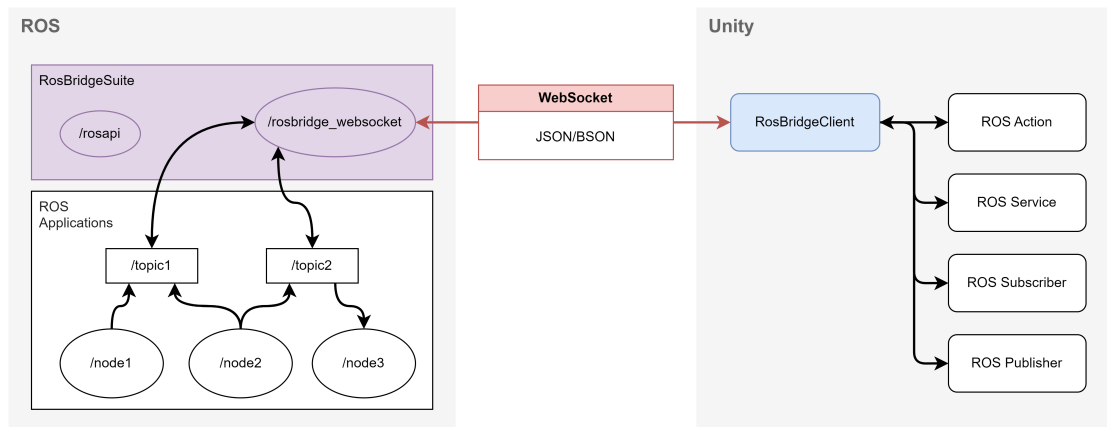 ROS
RosBridgeSuite
/rosapi
/rosbridge_websocket
ROS
Applications
/topic1
/topic2
/node1
/node2
/node3
WebSocket
JSON/BSON
Unity
RosBridgeClient
ROS Action
ROS Service
ROS Subscriber
ROS Publisher